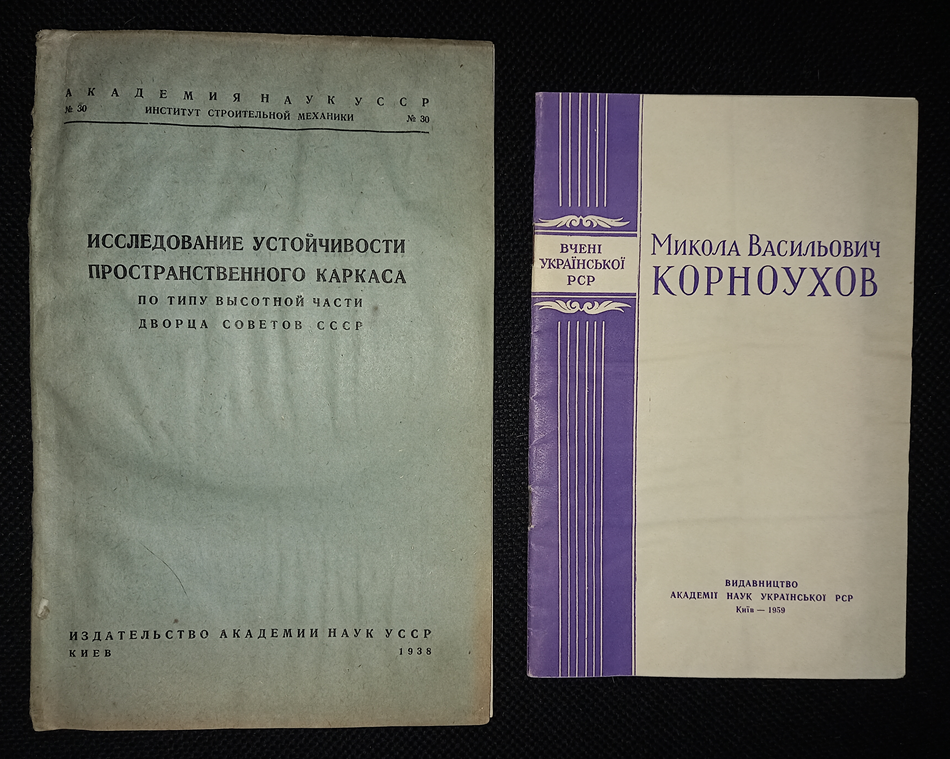 АКАДЕМИЯ НАУК УССР
№ 30 ИНСТИТУТ СТРОИТЕЛЬНОЙ МЕХАНИКИ № 30
ИССЛЕДОВАНИЕ УСТОЙЧИВОСТИ
ПРОСТРАНСТВЕННОГО КАРКАСА
ПО ТИПУ ВЫСОТНОЙ ЧАСТИ
ДВОРЦА СОВЕТОВ СССР
ИЗДАТЕЛЬСТВО АКАДЕМИИ НАУК УССР
КИЕВ 1938
ВЧЕНІ
УКРАЇНСЬКОЇ
РСР
Микола Васильович
КОРНОУХОВ
ВИДАВНИЦТВО
АКАДЕМІЇ НАУК УКРАЇНСЬКОЇ РСР
Київ — 1959